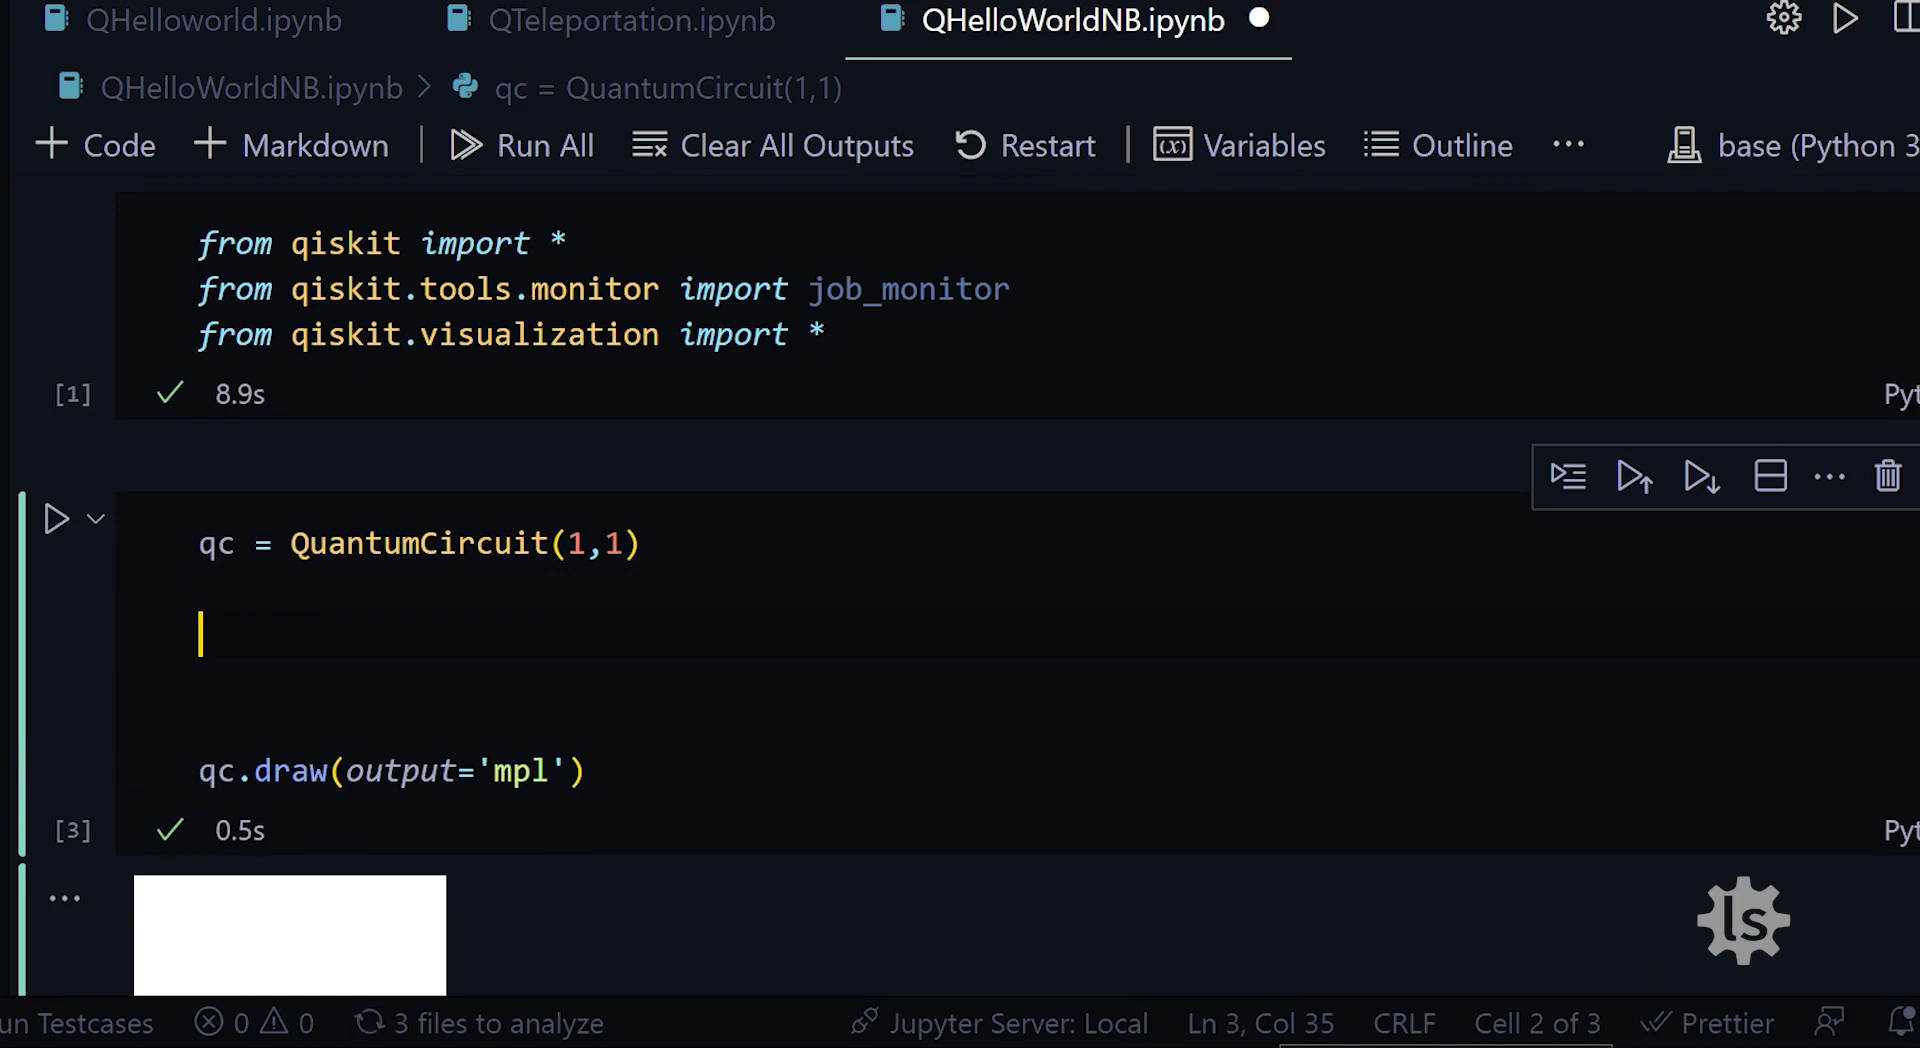 QHelloworld.ipynb QTeleportation.ipynb QHelloWorldNB.ipynb
QHelloWorldNB.ipynb > qc = QuantumCircuit(1,1)
+ Code + Markdown | Run All Clear All Outputs Restart | Variables Outline ... base (Python 3
from qiskit import *
from qiskit.tools.monitor import job_monitor
from qiskit.visualization import *
[1] ✓ 8.9s Pyt
qc = QuantumCircuit(1,1)
qc.draw(output='mpl')
[3] ✓ 0.5s Pyt
ls
un Testcases 0 0 3 files to analyze Jupyter Server: Local Ln 3, Col 35 CRLF Cell 2 of 3 Prettier